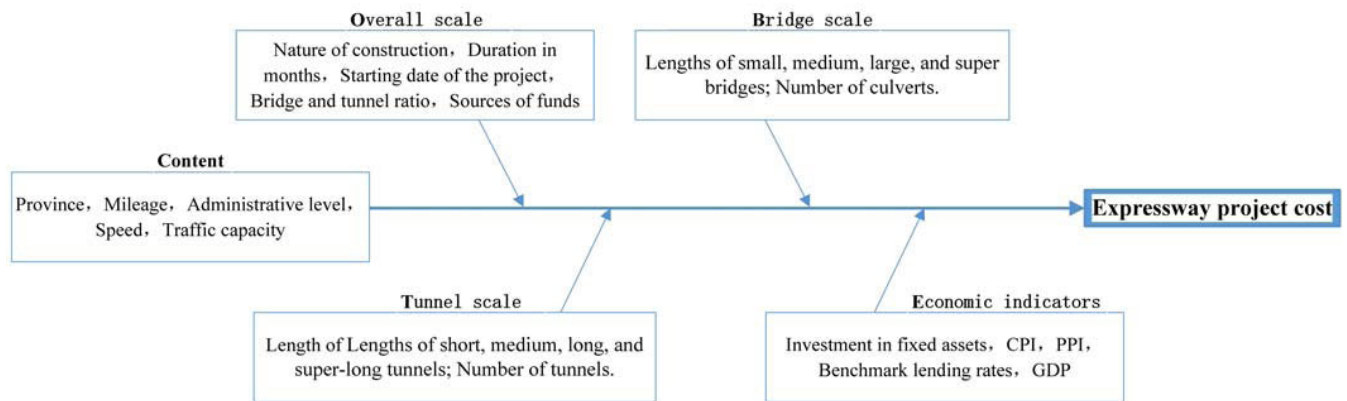 Overall scale
Nature of construction，Duration in
months，Starting date of the project，
Bridge and tunnel ratio，Sources of funds
Bridge scale
Lengths of small, medium, large, and super
bridges; Number of culverts.
Content
Province，Mileage，Administrative level，
Speed，Traffic capacity
Expressway project cost
Tunnel scale
Length of Lengths of short, medium, long, and
super-long tunnels; Number of tunnels.
Economic indicators
Investment in fixed assets，CPI，PPI，
Benchmark lending rates，GDP